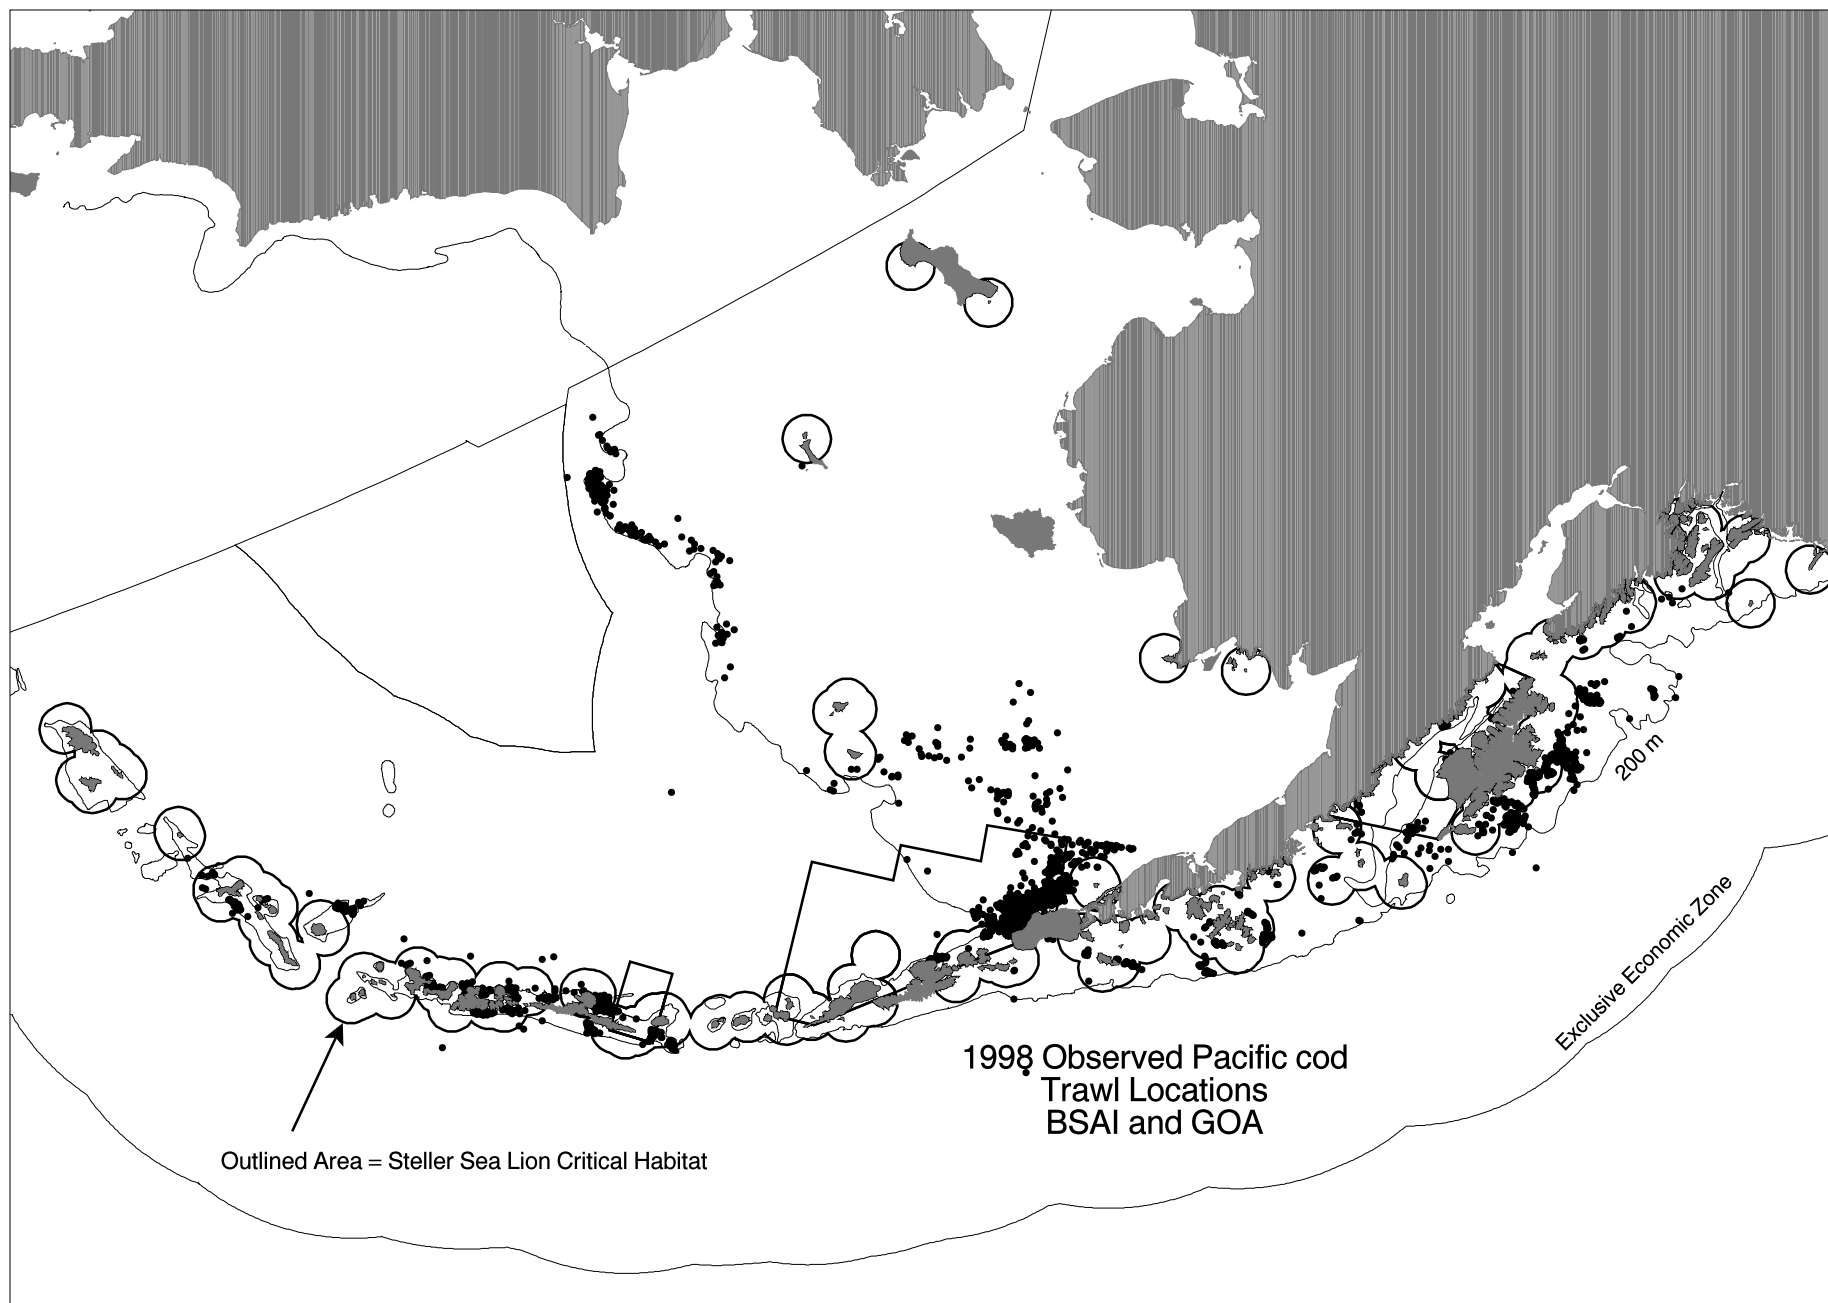 200 m
Exclusive Economic Zone
1998 Observed Pacific cod
Trawl Locations
BSAI and GOA
Outlined Area = Steller Sea Lion Critical Habitat